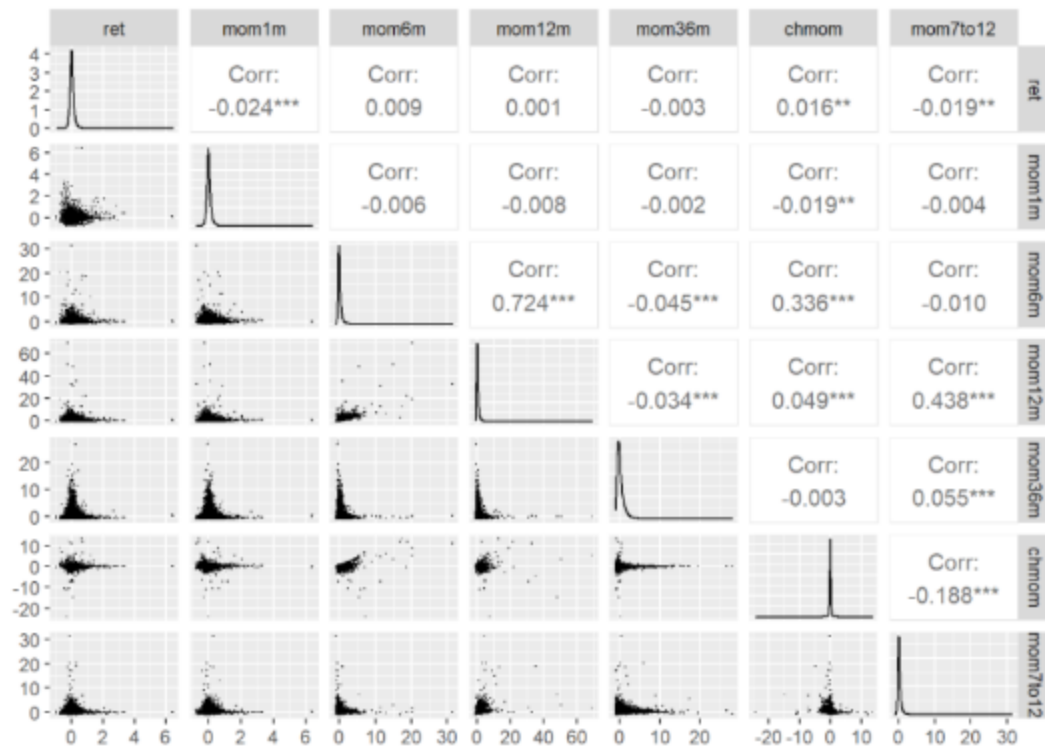 ret mom1m mom6m mom12m mom36m chmom mom7to12
4
3
2
1
0
Corr: Corr: Corr: Corr: Corr: Corr:
-0.024*** 0.009 0.001 -0.003 0.016** -0.019**
ret
6
4
2
0
Corr: Corr: Corr: Corr: Corr:
-0.006 -0.008 -0.002 -0.019** -0.004
mom1m
30
20
10
0
Corr: Corr: Corr: Corr:
0.724*** -0.045*** 0.336*** -0.010
mom6m
60
40
20
0
Corr: Corr: Corr:
-0.034*** 0.049*** 0.438***
mom12m
20
10
0
Corr: Corr:
-0.003 0.055***
mom36m
10
0
-10
-20
Corr:
-0.188***
chmom
30
20
10
0
mom7to12
0 2 4 6 0 2 4 6 0 10 20 30 0 20 40 60 0 10 20 -20 -10 0 10 0 10 20 30